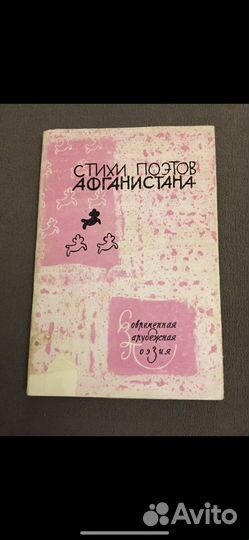 СТИХИ ПОЭТОВ
АФГАНИСТАНА
Современная
Зарубежная
Поэзия
Avito